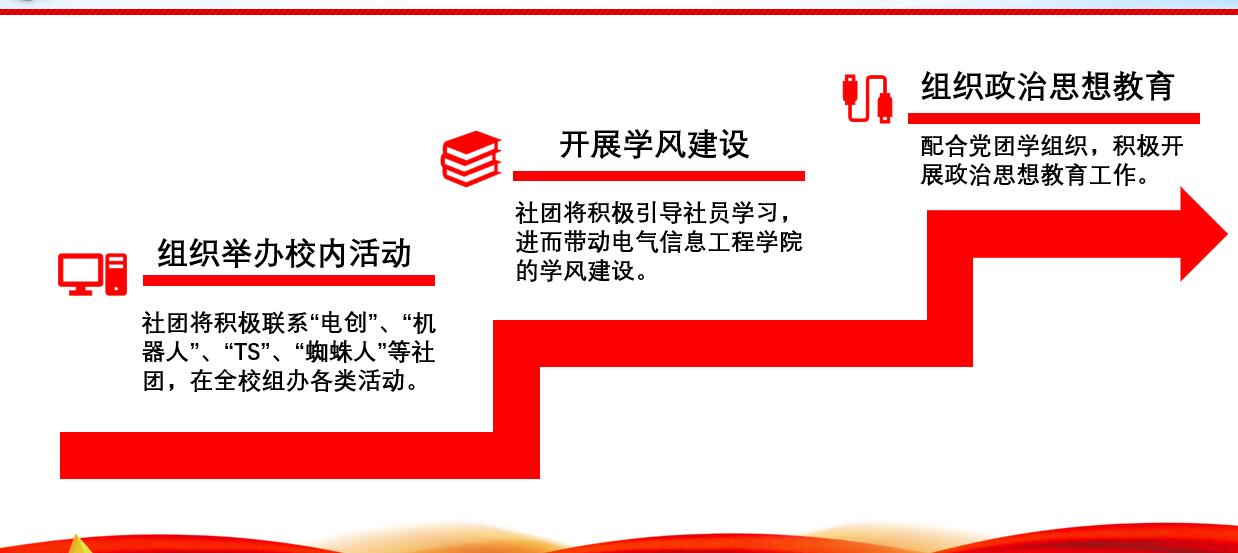 组织举办校内活动
社团将积极联系“电创”、“机
器人”、“TS”、“蜘蛛人”等社
团，在全校组办各类活动。
开展学风建设
社团将积极引导社员学习，
进而带动电气信息工程学院
的学风建设。
组织政治思想教育
配合党团学组织，积极开
展政治思想教育工作。